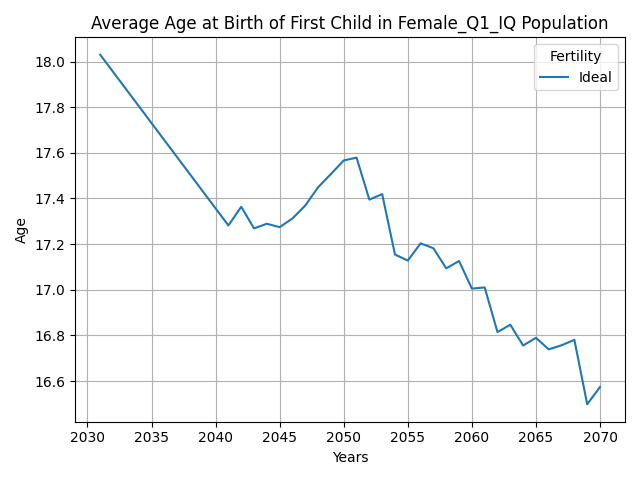 Average Age at Birth of First Child in Female_Q1_IQ Population
Fertility
Ideal
18.0
17.8
17.6
17.4
17.2
17.0
16.8
16.6
Age
2030 2035 2040 2045 2050 2055 2060 2065 2070
Years